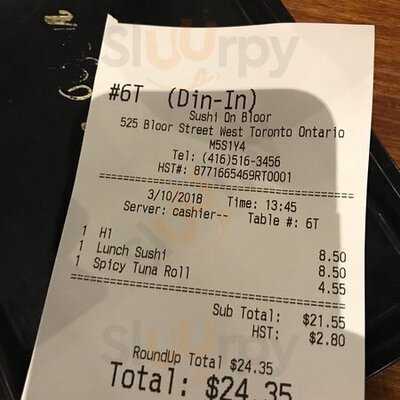 Sluurpy
#6T (Din-In)
Sushi On Bloor
525 Bloor Street West Toronto Ontario
M5S1Y4
Tel: (416)516-3456
HST#: 8771665469RT0001
3/10/2018 Time: 13:45
Server: cashier-- Table #: 6T
1 H1 8.50
1 Lunch Sushi 8.50
1 Spicy Tuna Roll 4.55
Sub Total: $21.55
HST: $2.80
RoundUp Total $24.35
Total: $24.35
Sluurpy